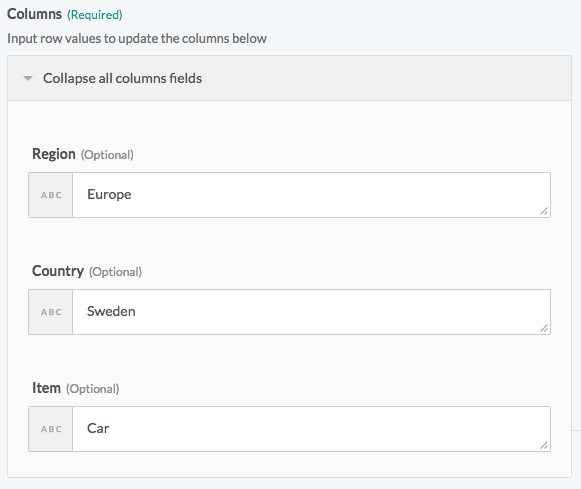 Columns (Required)
Input row values to update the columns below
Collapse all columns fields
Region (Optional)
ABC Europe
Country (Optional)
ABC Sweden
Item (Optional)
ABC Car